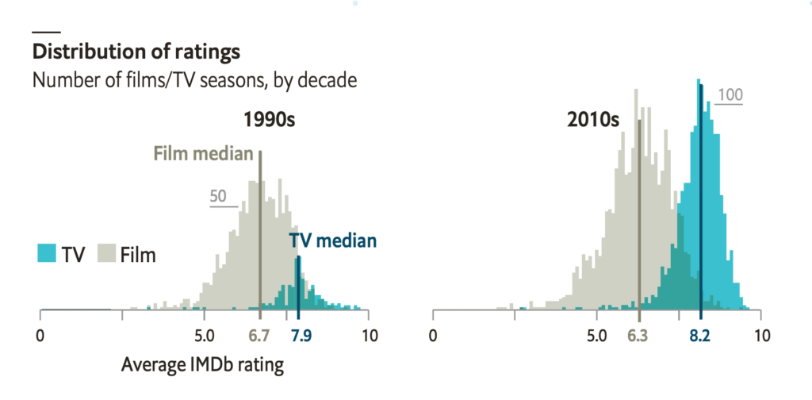 Distribution of ratings
Number of films/TV seasons, by decade
1990s
Film median
50
TV median
TV
Film
0
5.0
6.7
7.9
10
Average IMDb rating
2010s
100
0
5.0
6.3
8.2
10